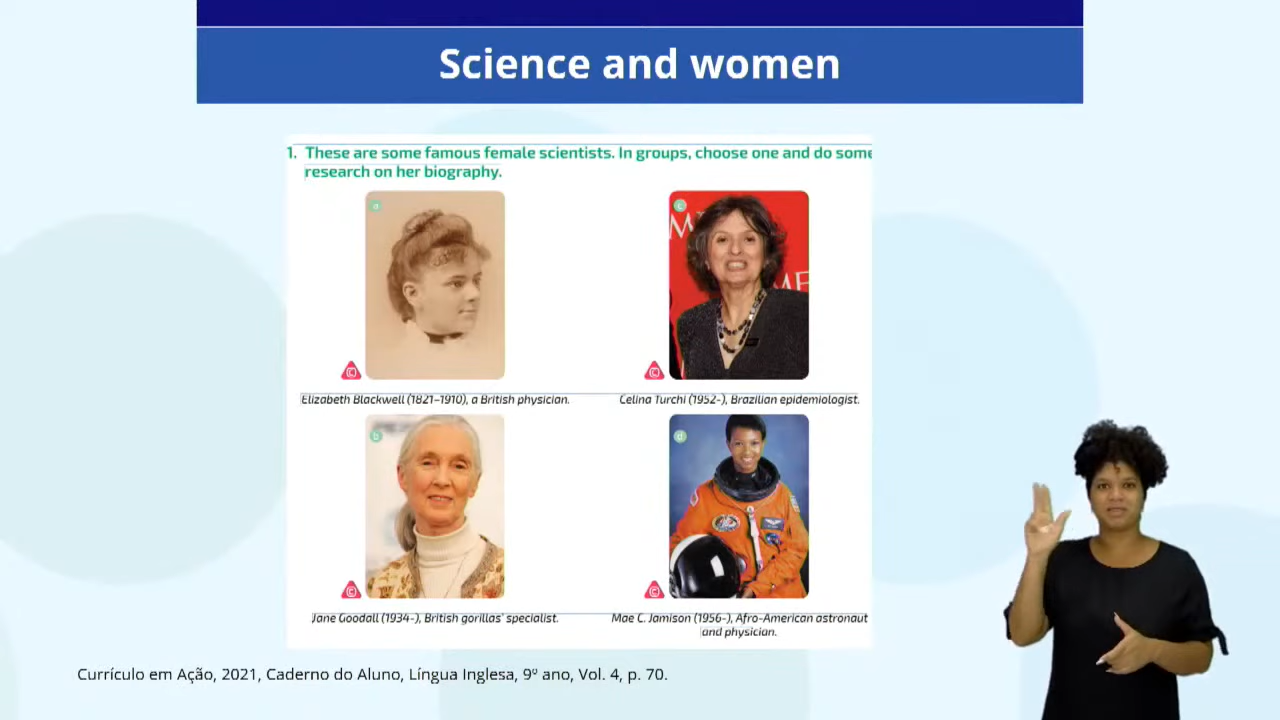 Science and women
1. These are some famous female scientists. In groups, choose one and do some
research on her biography.
a
c
Elizabeth Blackwell (1821–1910), a British physician.
Celina Turchi (1952-), Brazilian epidemiologist.
b
d
Jane Goodall (1934-), British gorillas' specialist.
Mae C. Jamison (1956-), Afro-American astronaut
and physician.
Currículo em Ação, 2021, Caderno do Aluno, Língua Inglesa, 9º ano, Vol. 4, p. 70.